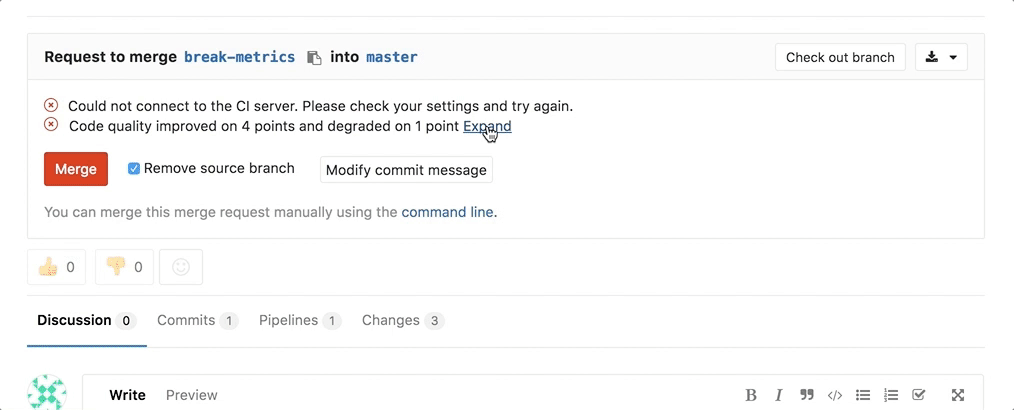 Request to merge break-metrics into master Check out branch
Could not connect to the CI server. Please check your settings and try again.
Code quality improved on 4 points and degraded on 1 point Expand
Merge Remove source branch Modify commit message
You can merge this merge request manually using the command line.
0 0
Discussion 0 Commits 1 Pipelines 1 Changes 3
Write Preview B I